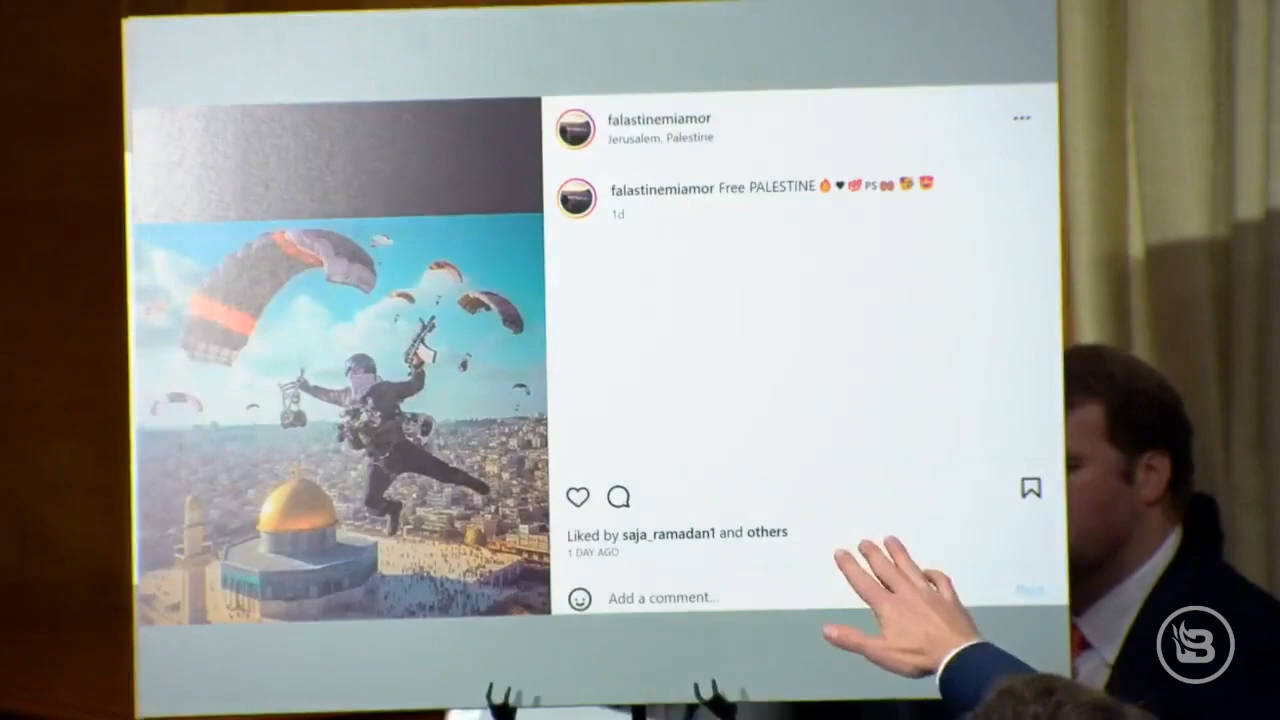 falastinemiamor
Jerusalem, Palestine
falastinemiamor Free PALESTINE🔥🖤💯🇵🇸
1d
Liked by saja_ramadan1 and others
1 DAY AGO
Add a comment...
B